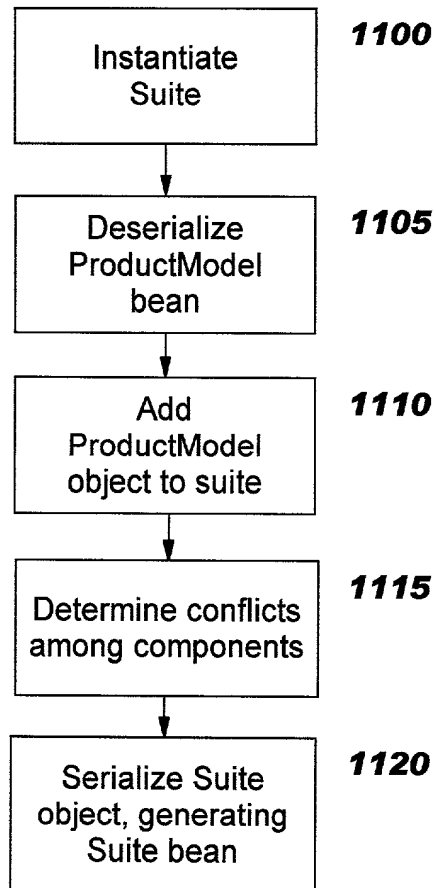 1100
Instantiate
Suite
1105
Deserialize
ProductModel
bean
1110
Add
ProductModel
object to suite
1115
Determine conflicts
among components
1120
Serialize Suite
object, generating
Suite bean